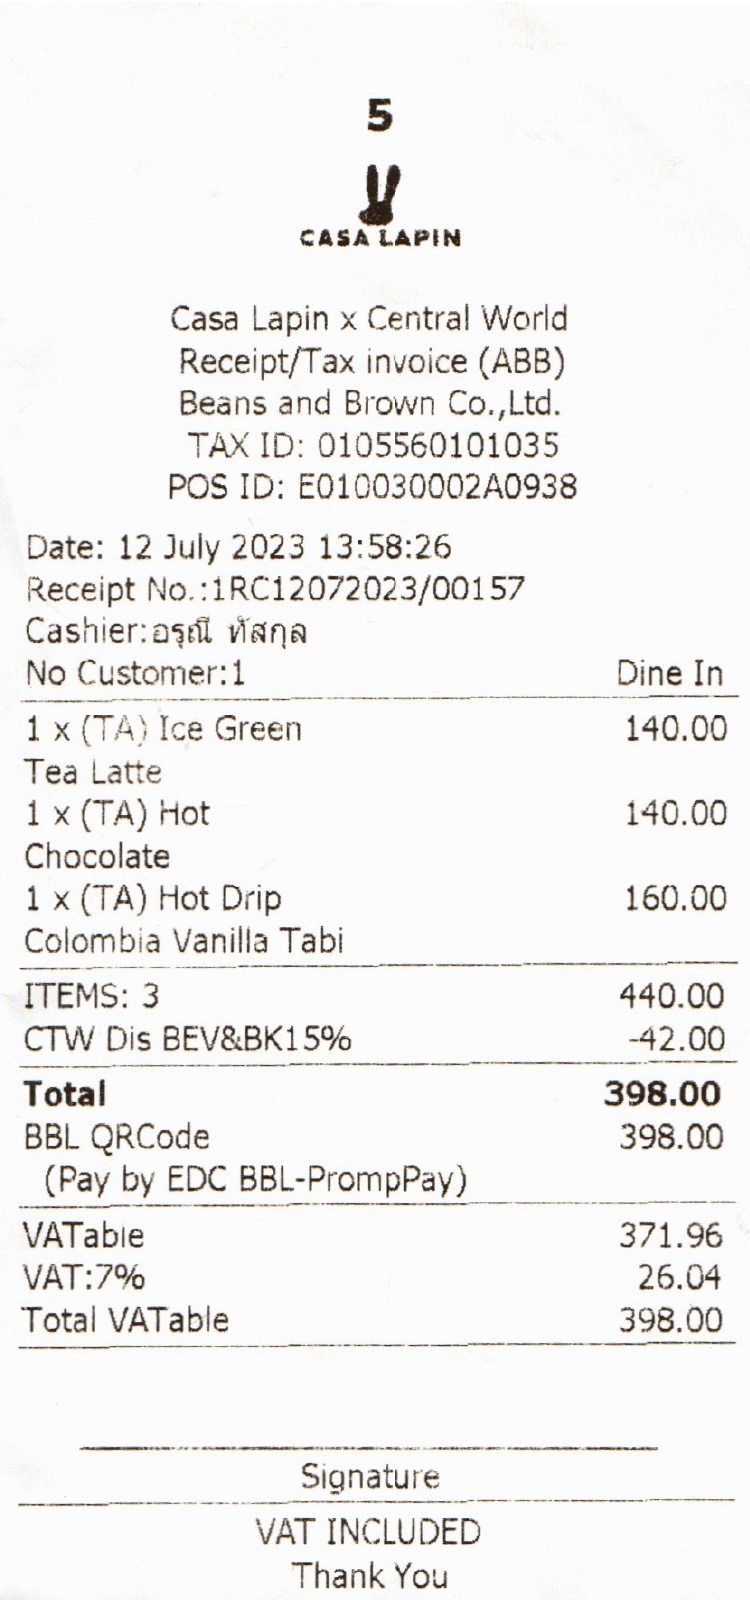 5
CASA LAPIN
Casa Lapin x Central World
Receipt/Tax invoice (ABB)
Beans and Brown Co.,Ltd.
TAX ID: 0105560101035
POS ID: E010030002A0938
Date: 12 July 2023 13:58:26
Receipt No.:1RC12072023/00157
Cashier:อรุณี ทัสกุล
No Customer:1 Dine In
1 x (TA) Ice Green 140.00
Tea Latte
1 x (TA) Hot 140.00
Chocolate
1 x (TA) Hot Drip 160.00
Colombia Vanilla Tabi
ITEMS: 3 440.00
CTW Dis BEV&BK15% -42.00
Total 398.00
BBL QRCode 398.00
(Pay by EDC BBL-PrompPay)
VATable 371.96
VAT:7% 26.04
Total VATable 398.00
Signature
VAT INCLUDED
Thank You